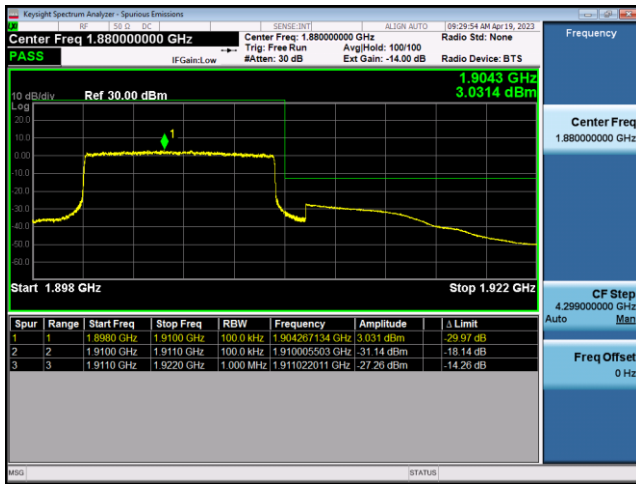 Keysight Spectrum Analyzer - Spurious Emissions
RF 50 Ω DC SENSE:INT ALIGN AUTO 09:29:54 AM Apr 19, 2023
Center Freq 1.880000000 GHz Center Freq: 1.880000000 GHz Radio Std: None Frequency
Trig: Free Run Avg|Hold: 100/100
PASS IFGain:Low #Atten: 30 dB Ext Gain: -14.00 dB Radio Device: BTS
1.9043 GHz
10 dB/div Ref 30.00 dBm 3.0314 dBm
Log
20.0
Center Freq
10.0
1.880000000 GHz
1
0.00
-10.0
-20.0
-30.0
-40.0
-50.0
-60.0
Start 1.898 GHz Stop 1.922 GHz
CF Step
4.299000000 GHz
Auto Man
Spur Range Start Freq Stop Freq RBW Frequency Amplitude Δ Limit
1 1 1.8980 GHz 1.9100 GHz 100.0 kHz 1.904267134 GHz 3.031 dBm -29.97 dB
2 2 1.9100 GHz 1.9110 GHz 100.0 kHz 1.910005503 GHz -31.14 dBm -18.14 dB
3 3 1.9110 GHz 1.9220 GHz 1.000 MHz 1.911022011 GHz -27.26 dBm -14.26 dB
Freq Offset
0 Hz
MSG STATUS